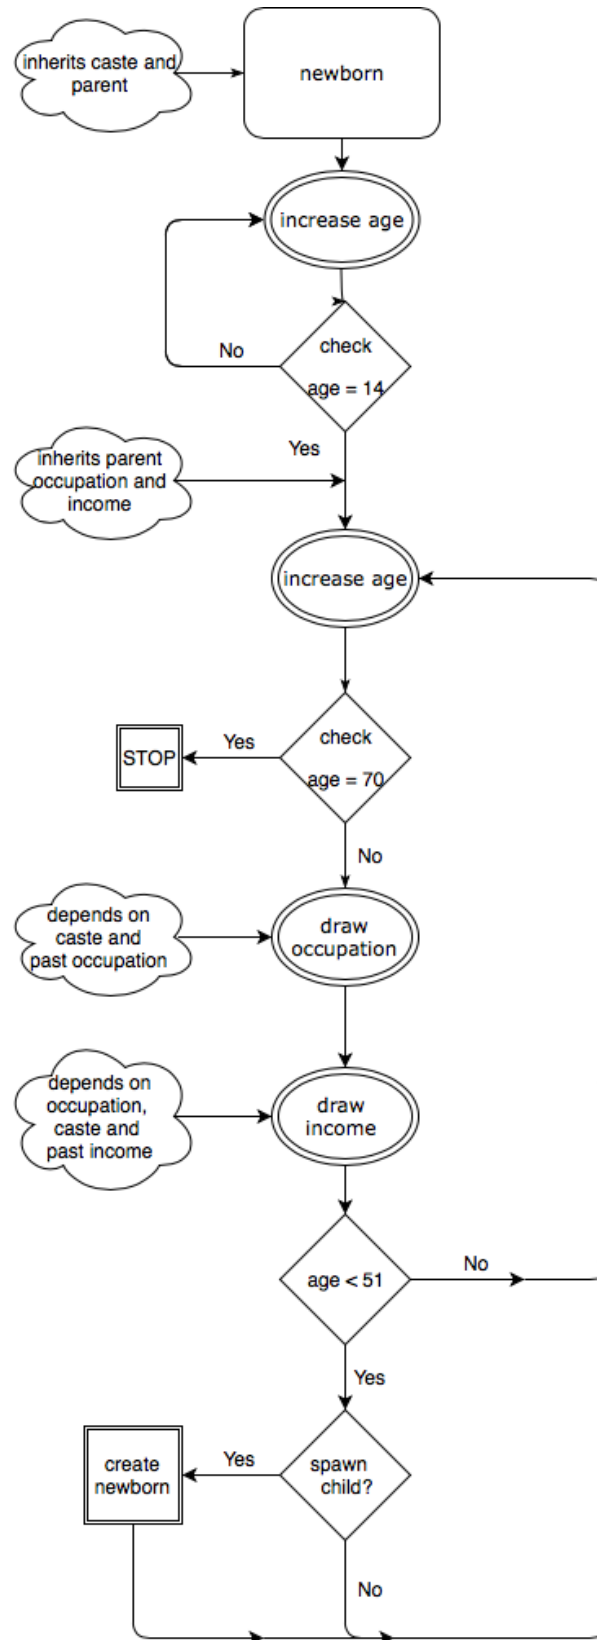 inherits caste and
parent
newborn
increase age
check
age = 14
No
Yes
inherits parent
occupation and
income
increase age
check
age = 70
Yes
STOP
No
depends on
caste and
past occupation
draw
occupation
depends on
occupation,
caste and
past income
draw
income
age < 51
No
Yes
spawn
child?
Yes
create
newborn
No